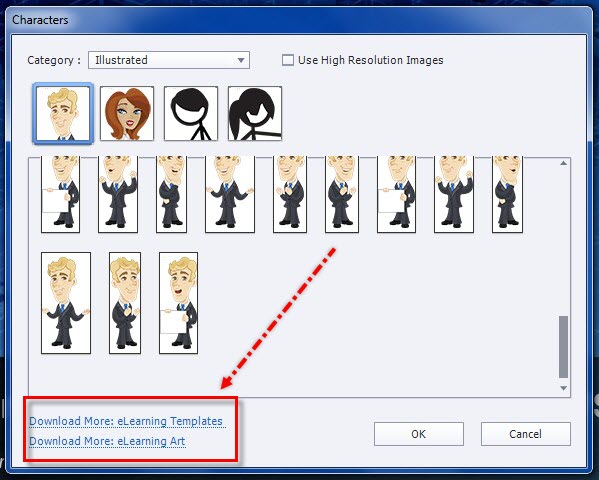 Characters
Category : Illustrated Use High Resolution Images
Download More: eLearning Templates
Download More: eLearning Art
OK Cancel